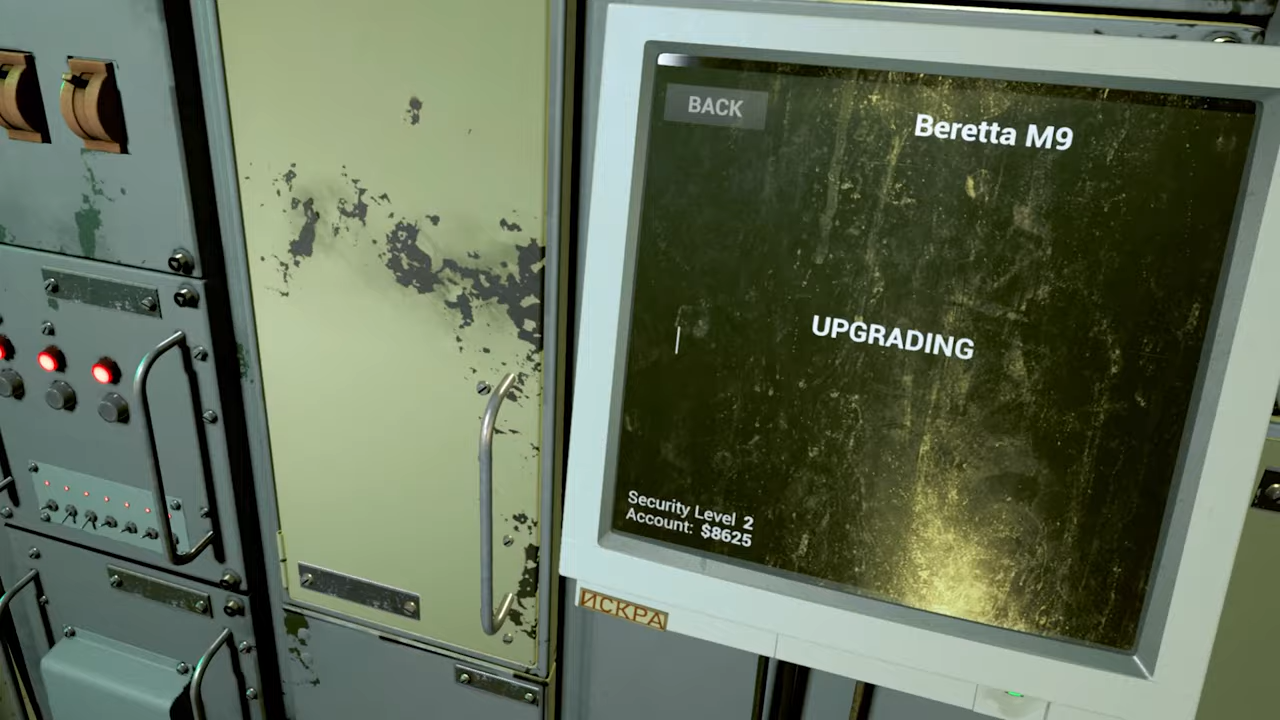 BACK
Beretta M9
UPGRADING
Security Level 2
Account: $8625
ИСКРА